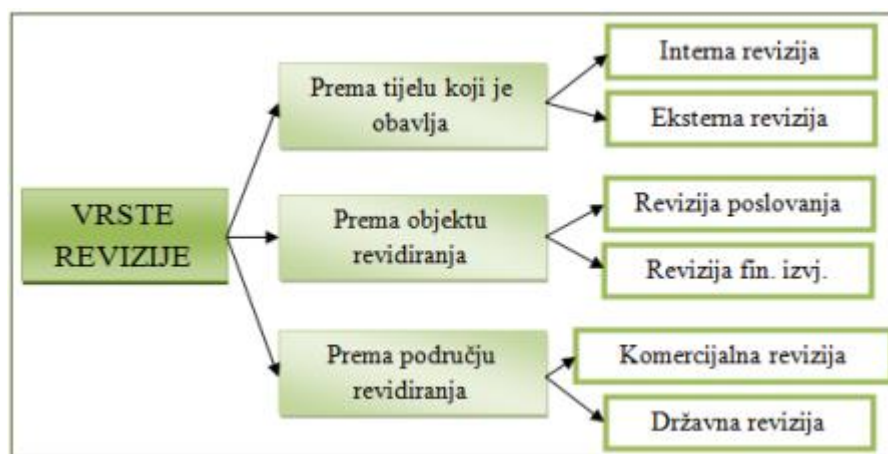 VRSTE
REVIZIJE
Prema tijelu koji je
obavlja
Interna revizija
Eksterna revizija
Prema objektu
revidiranja
Revizija poslovanja
Revizija fin. izvj.
Prema području
revidiranja
Komercijalna revizija
Državna revizija